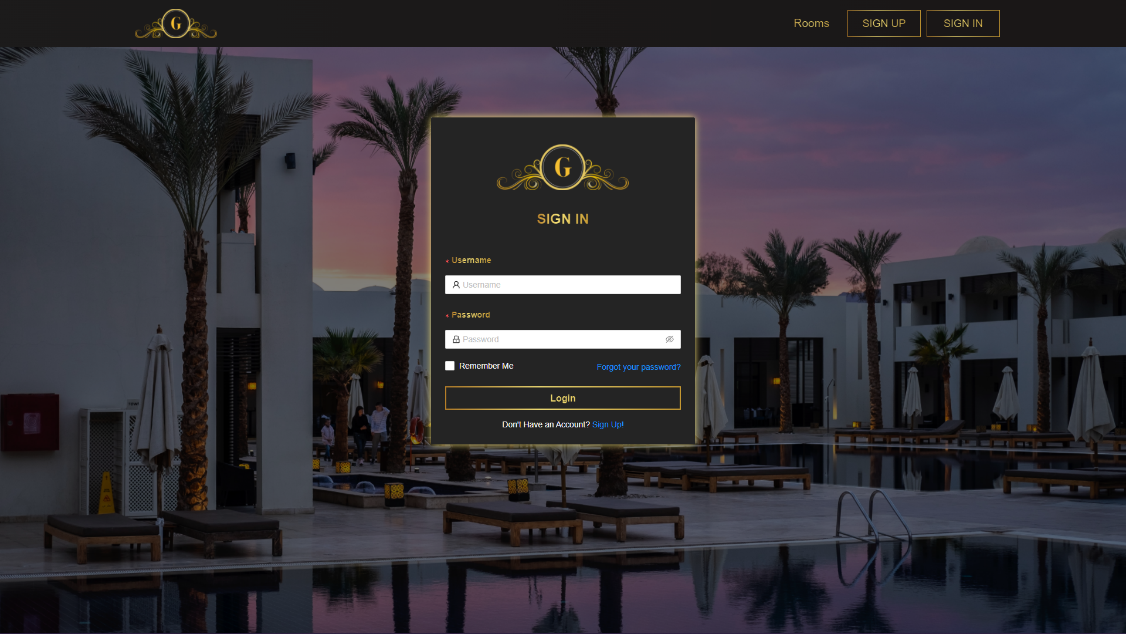 G
Rooms
SIGN UP
SIGN IN
G
SIGN IN
* Username
Username
* Password
Password
Remember Me
Forgot your password?
Login
Don't Have an Account? Sign Up!